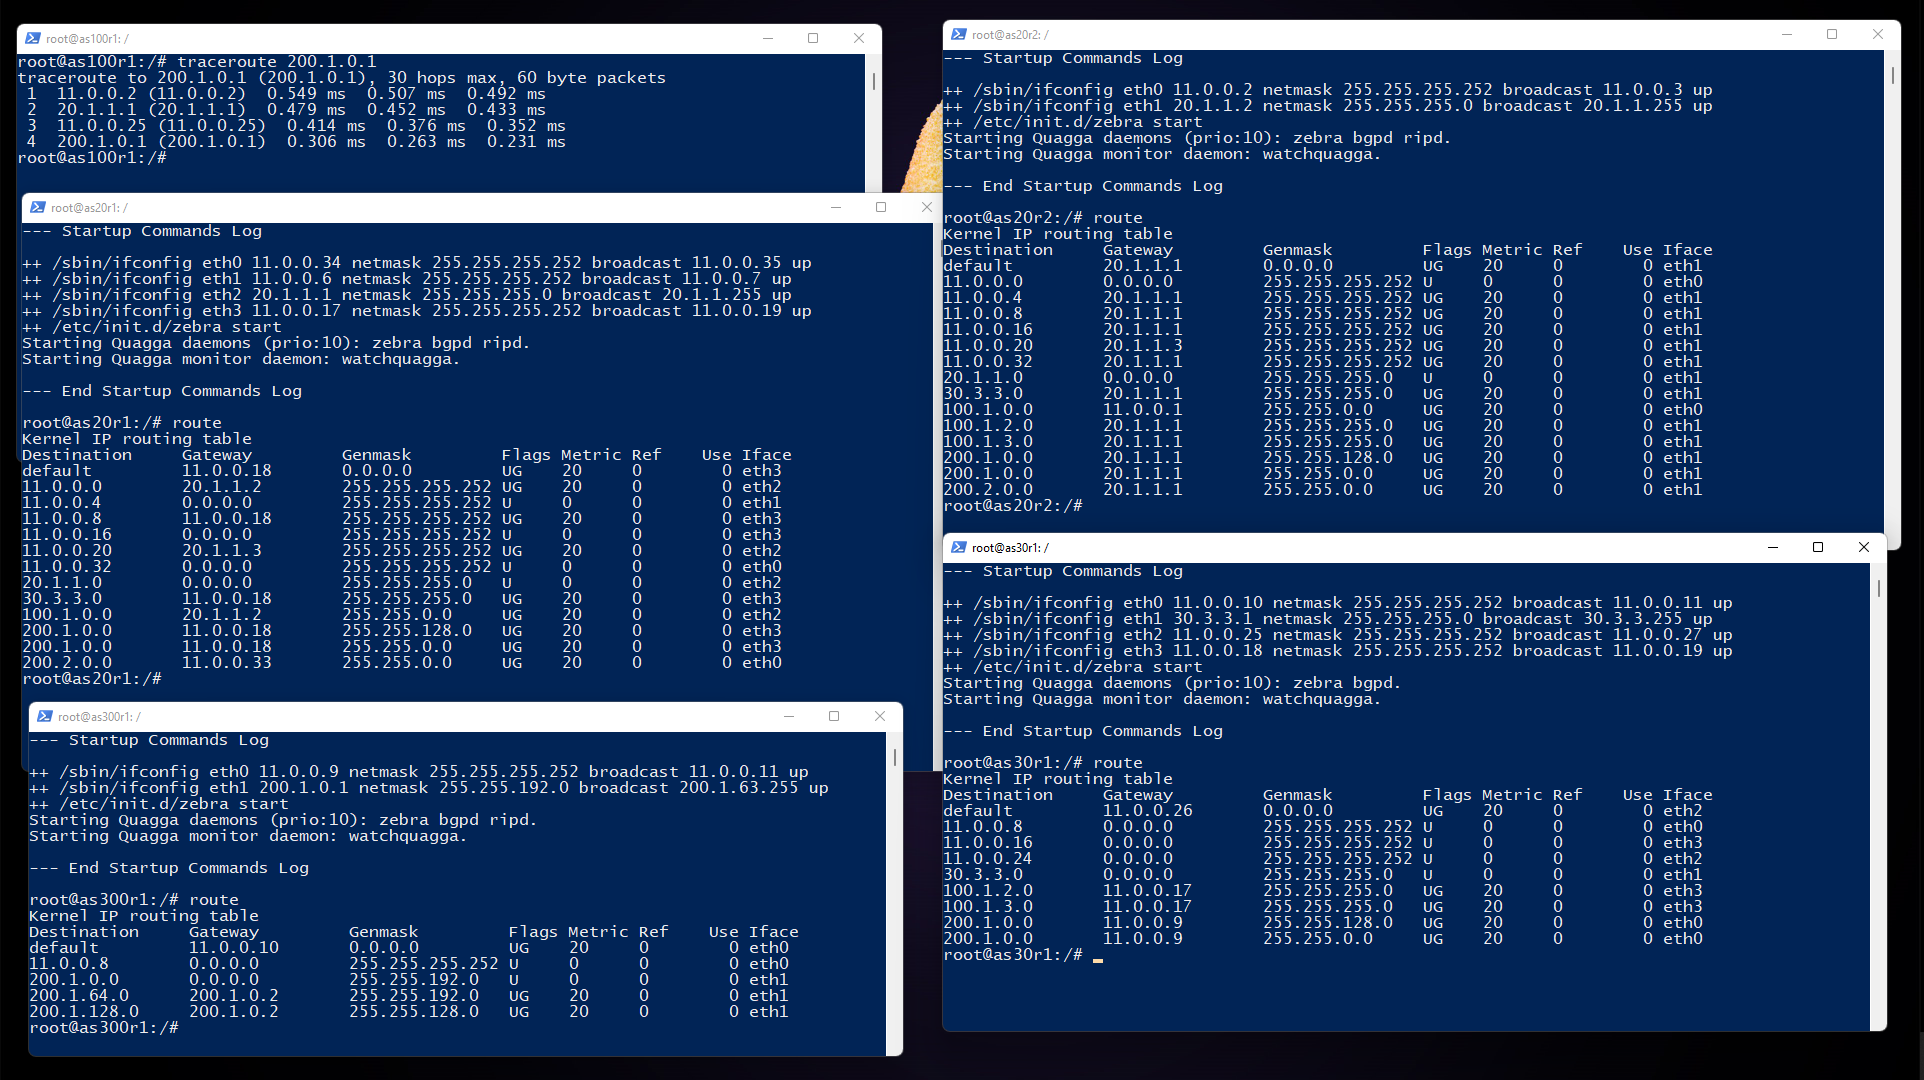 root@as100r1: /
root@as100r1:/# traceroute 200.1.0.1
traceroute to 200.1.0.1 (200.1.0.1), 30 hops max, 60 byte packets
1 11.0.0.2 (11.0.0.2) 0.549 ms 0.507 ms 0.492 ms
2 20.1.1.1 (20.1.1.1) 0.479 ms 0.452 ms 0.433 ms
3 11.0.0.25 (11.0.0.25) 0.414 ms 0.376 ms 0.352 ms
4 200.1.0.1 (200.1.0.1) 0.306 ms 0.263 ms 0.231 ms
root@as100r1:/#
root@as20r1: /
--- Startup Commands Log
++ /sbin/ifconfig eth0 11.0.0.34 netmask 255.255.255.252 broadcast 11.0.0.35 up
++ /sbin/ifconfig eth1 11.0.0.6 netmask 255.255.255.252 broadcast 11.0.0.7 up
++ /sbin/ifconfig eth2 20.1.1.1 netmask 255.255.255.0 broadcast 20.1.1.255 up
++ /sbin/ifconfig eth3 11.0.0.17 netmask 255.255.255.252 broadcast 11.0.0.19 up
++ /etc/init.d/zebra start
Starting Quagga daemons (prio:10): zebra bgpd ripd.
Starting Quagga monitor daemon: watchquagga.
--- End Startup Commands Log
root@as20r1:/# route
Kernel IP routing table
Destination Gateway Genmask Flags Metric Ref Use Iface
default 11.0.0.18 0.0.0.0 UG 20 0 0 eth3
11.0.0.0 20.1.1.2 255.255.255.252 UG 20 0 0 eth2
11.0.0.4 0.0.0.0 255.255.255.252 U 0 0 0 eth1
11.0.0.8 11.0.0.18 255.255.255.252 UG 20 0 0 eth3
11.0.0.16 0.0.0.0 255.255.255.252 U 0 0 0 eth3
11.0.0.20 20.1.1.3 255.255.255.252 UG 20 0 0 eth2
11.0.0.32 0.0.0.0 255.255.255.252 U 0 0 0 eth0
20.1.1.0 0.0.0.0 255.255.255.0 U 0 0 0 eth2
30.3.3.0 11.0.0.18 255.255.255.0 UG 20 0 0 eth3
100.1.0.0 20.1.1.2 255.255.0.0 UG 20 0 0 eth2
200.1.0.0 11.0.0.18 255.255.128.0 UG 20 0 0 eth3
200.1.0.0 11.0.0.18 255.255.0.0 UG 20 0 0 eth3
200.2.0.0 11.0.0.33 255.255.0.0 UG 20 0 0 eth0
root@as20r1:/#
root@as300r1: /
--- Startup Commands Log
++ /sbin/ifconfig eth0 11.0.0.9 netmask 255.255.255.252 broadcast 11.0.0.11 up
++ /sbin/ifconfig eth1 200.1.0.1 netmask 255.255.192.0 broadcast 200.1.63.255 up
++ /etc/init.d/zebra start
Starting Quagga daemons (prio:10): zebra bgpd ripd.
Starting Quagga monitor daemon: watchquagga.
--- End Startup Commands Log
root@as300r1:/# route
Kernel IP routing table
Destination Gateway Genmask Flags Metric Ref Use Iface
default 11.0.0.10 0.0.0.0 UG 20 0 0 eth0
11.0.0.8 0.0.0.0 255.255.255.252 U 0 0 0 eth0
200.1.0.0 0.0.0.0 255.255.192.0 U 0 0 0 eth1
200.1.64.0 200.1.0.2 255.255.192.0 UG 20 0 0 eth1
200.1.128.0 200.1.0.2 255.255.128.0 UG 20 0 0 eth1
root@as300r1:/#
root@as20r2: /
--- Startup Commands Log
++ /sbin/ifconfig eth0 11.0.0.2 netmask 255.255.255.252 broadcast 11.0.0.3 up
++ /sbin/ifconfig eth1 20.1.1.2 netmask 255.255.255.0 broadcast 20.1.1.255 up
++ /etc/init.d/zebra start
Starting Quagga daemons (prio:10): zebra bgpd ripd.
Starting Quagga monitor daemon: watchquagga.
--- End Startup Commands Log
root@as20r2:/# route
Kernel IP routing table
Destination Gateway Genmask Flags Metric Ref Use Iface
default 20.1.1.1 0.0.0.0 UG 20 0 0 eth1
11.0.0.0 0.0.0.0 255.255.255.252 U 0 0 0 eth0
11.0.0.4 20.1.1.1 255.255.255.252 UG 20 0 0 eth1
11.0.0.8 20.1.1.1 255.255.255.252 UG 20 0 0 eth1
11.0.0.16 20.1.1.1 255.255.255.252 UG 20 0 0 eth1
11.0.0.20 20.1.1.3 255.255.255.252 UG 20 0 0 eth1
11.0.0.32 20.1.1.1 255.255.255.252 UG 20 0 0 eth1
20.1.1.0 0.0.0.0 255.255.255.0 U 0 0 0 eth1
30.3.3.0 20.1.1.1 255.255.255.0 UG 20 0 0 eth1
100.1.0.0 11.0.0.1 255.255.0.0 UG 20 0 0 eth0
100.1.2.0 20.1.1.1 255.255.255.0 UG 20 0 0 eth1
100.1.3.0 20.1.1.1 255.255.255.0 UG 20 0 0 eth1
200.1.0.0 20.1.1.1 255.255.128.0 UG 20 0 0 eth1
200.1.0.0 20.1.1.1 255.255.0.0 UG 20 0 0 eth1
200.2.0.0 20.1.1.1 255.255.0.0 UG 20 0 0 eth1
root@as20r2:/#
root@as30r1: /
--- Startup Commands Log
++ /sbin/ifconfig eth0 11.0.0.10 netmask 255.255.255.252 broadcast 11.0.0.11 up
++ /sbin/ifconfig eth1 30.3.3.1 netmask 255.255.255.0 broadcast 30.3.3.255 up
++ /sbin/ifconfig eth2 11.0.0.25 netmask 255.255.255.252 broadcast 11.0.0.27 up
++ /sbin/ifconfig eth3 11.0.0.18 netmask 255.255.255.252 broadcast 11.0.0.19 up
++ /etc/init.d/zebra start
Starting Quagga daemons (prio:10): zebra bgpd.
Starting Quagga monitor daemon: watchquagga.
--- End Startup Commands Log
root@as30r1:/# route
Kernel IP routing table
Destination Gateway Genmask Flags Metric Ref Use Iface
default 11.0.0.26 0.0.0.0 UG 20 0 0 eth2
11.0.0.8 0.0.0.0 255.255.255.252 U 0 0 0 eth0
11.0.0.16 0.0.0.0 255.255.255.252 U 0 0 0 eth3
11.0.0.24 0.0.0.0 255.255.255.252 U 0 0 0 eth2
30.3.3.0 0.0.0.0 255.255.255.0 U 0 0 0 eth1
100.1.2.0 11.0.0.17 255.255.255.0 UG 20 0 0 eth3
100.1.3.0 11.0.0.17 255.255.255.0 UG 20 0 0 eth3
200.1.0.0 11.0.0.9 255.255.128.0 UG 20 0 0 eth0
200.1.0.0 11.0.0.9 255.255.0.0 UG 20 0 0 eth0
root@as30r1:/#